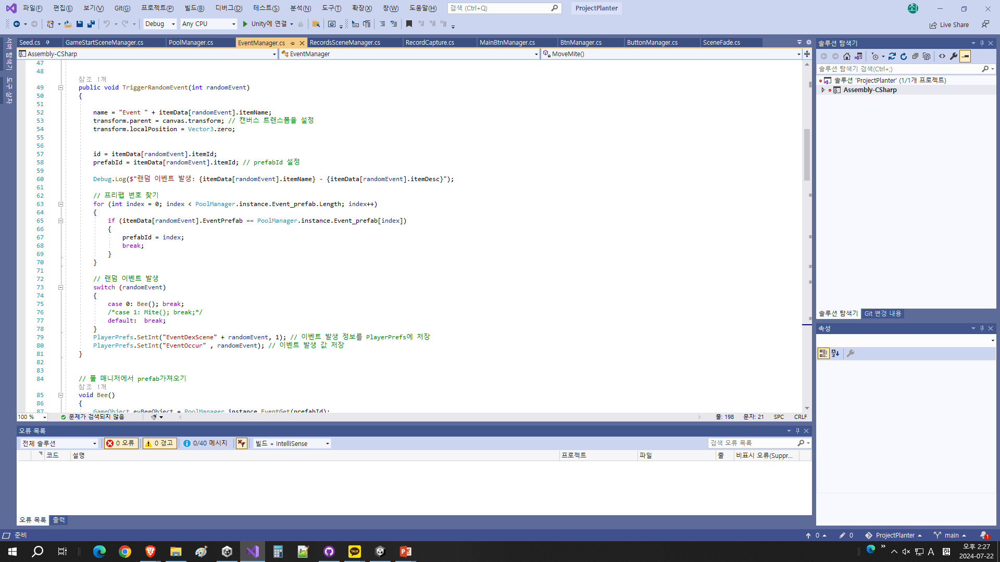 파일(F) 편집(E) 보기(V) Git(G) 프로젝트(P) 빌드(B) 디버그(D) 테스트(S) 분석(N) 도구(T) 확장(X) 창(W) 도움말(H) 검색 (Ctrl+Q) ProjectPlanter 최
Debug Any CPU Unity에 연결 Live Share
서버 탐색기
도구 상자
Seed.cs GameStartSceneManager.cs PoolManager.cs EventManager.cs RecordsSceneManager.cs RecordCapture.cs MainBtnManager.cs BtnManager.cs ButtonManager.cs SceneFade.cs
Assembly-CSharp EventManager MoveMite()
47
48
참조 1개
49 public void TriggerRandomEvent(int randomEvent)
50 {
51
52 name = "Event " + itemData[randomEvent].itemName;
53 transform.parent = canvas.transform; // 캔버스 트랜스폼을 설정
54 transform.localPosition = Vector3.zero;
55
56
57 id = itemData[randomEvent].itemId;
58 prefabId = itemData[randomEvent].itemId; // prefabId 설정
59
60 Debug.Log($"랜덤 이벤트 발생: {itemData[randomEvent].itemName} - {itemData[randomEvent].itemDesc}");
61
62 // 프리팹 번호 찾기
63 for (int index = 0; index < PoolManager.instance.Event_prefab.Length; index++)
64 {
65 if (itemData[randomEvent].EventPrefab == PoolManager.instance.Event_prefab[index])
66 {
67 prefabId = index;
68 break;
69 }
70 }
71
72 // 랜덤 이벤트 발생
73 switch (randomEvent)
74 {
75 case 0: Bee(); break;
76 /*case 1: Mite(); break;*/
77 default: break;
78 }
79 PlayerPrefs.SetInt("EventDexScene" + randomEvent, 1); // 이벤트 발생 정보를 PlayerPrefs에 저장
80 PlayerPrefs.SetInt("EventOccur" , randomEvent); // 이벤트 발생 값 저장
81 }
82
83
84 // 풀 매니저에서 prefab가져오기
참조 1개
85 void Bee()
86 {
87 GameObject evBeeObject = PoolManager.instance.EventGet(prefabId);
100 % 문제가 검색되지 않음 줄: 198 문자: 21 SPC CRLF
오류 목록
전체 솔루션 0 오류 0 경고 0/40 메시지 빌드 + IntelliSense 검색 오류 목록
코드 설명 프로젝트 파일 줄 비표시 오류(Suppr...
오류 목록 출력
솔루션 탐색기
솔루션 탐색기 검색(Ctrl+;)
솔루션 'ProjectPlanter' (1/1개 프로젝트)
Assembly-CSharp
솔루션 탐색기 Git 변경 내용
속성
준비 0 0 ProjectPlanter main 1
TALK A 한 오후 2:27
2024-07-22